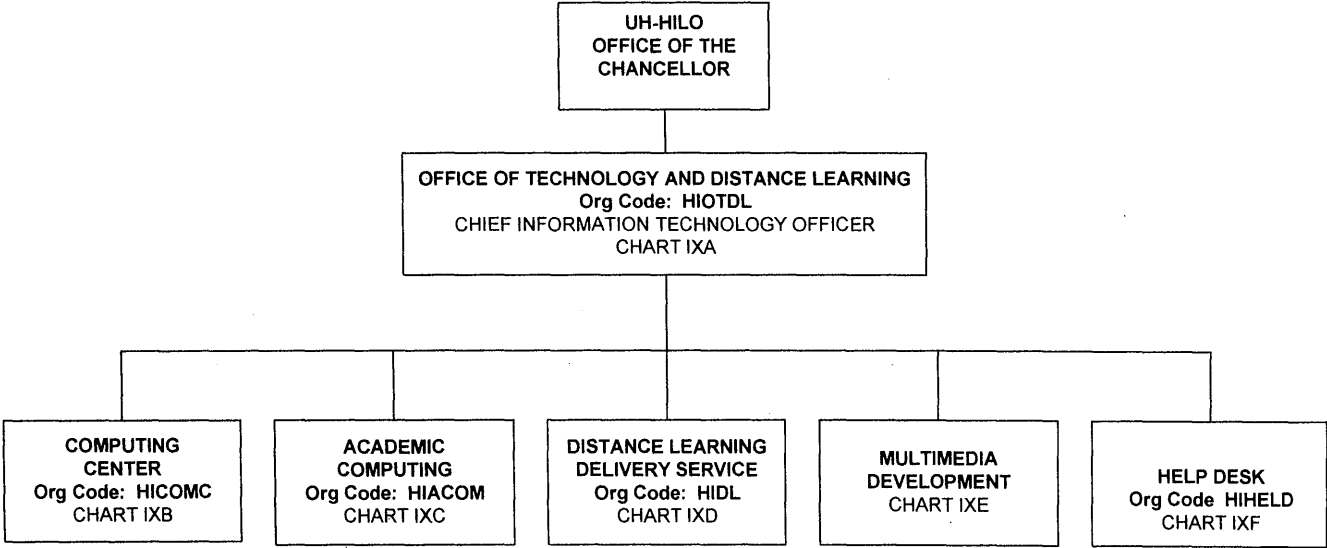 UH-HILO
OFFICE OF THE
CHANCELLOR
OFFICE OF TECHNOLOGY AND DISTANCE LEARNING
Org Code: HIOTDL
CHIEF INFORMATION TECHNOLOGY OFFICER
CHART IXA
COMPUTING
CENTER
Org Code: HICOMC
CHART IXB
ACADEMIC
COMPUTING
Org Code: HIACOM
CHART IXC
DISTANCE LEARNING
DELIVERY SERVICE
Org Code: HIDL
CHART IXD
MULTIMEDIA
DEVELOPMENT
CHART IXE
HELP DESK
Org Code HIHELD
CHART IXF